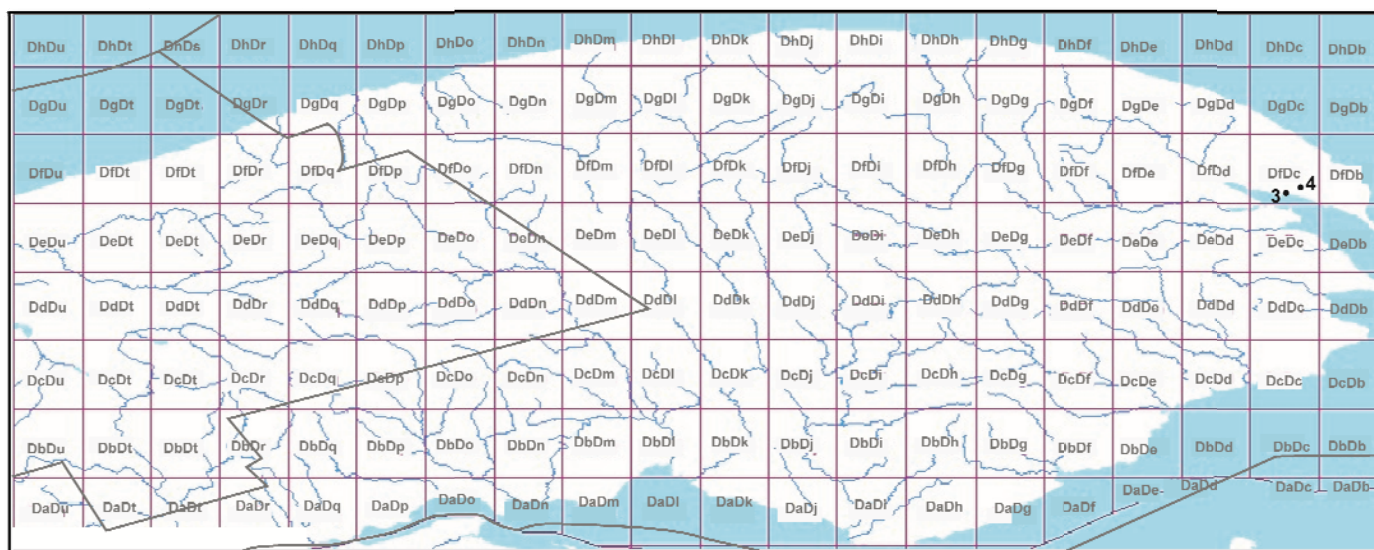 DhDu DhDt DhDs DhDr DhDq DhDp DhDo DhDn DhDm DhDl DhDk DhDj DhDi DhDh DhDg DhDf DhDe DhDd DhDc DhDb
DgDu DgDt DgDt DgDr DgDq DgDp DgDo DgDn DgDm DgDl DgDk DgDj DgDi DgDh DgDg DgDf DgDe DgDd DgDc DgDb
DfDu DfDt DfDt DfDr DfDq DfDp DfDo DfDn DfDm DfDl DfDk DfDj DfDi DfDh DfDg DfDf DfDe DfDd DfDc DfDb
3 4
DeDu DeDt DeDt DeDr DeDq DeDp DeDo DeDn DeDm DeDl DeDk DeDj DeDi DeDh DeDg DeDf DeDe DeDd DeDc DeDb
DdDu DdDt DdDt DdDr DdDq DdDp DdDo DdDn DdDm DdDl DdDk DdDj DdDi DdDh DdDg DdDf DdDe DdDd DdDc DdDb
DcDu DcDt DcDt DcDr DcDq DcDp DcDo DcDn DcDm DcDl DcDk DcDj DcDi DcDh DcDg DcDf DcDe DcDd DcDc DcDb
DbDu DbDt DbDt DbDr DbDq DbDp DbDo DbDn DbDm DbDl DbDk DbDj DbDi DbDh DbDg DbDf DbDe DbDd DbDc DbDb
DaDu DaDt DaDt DaDr DaDq DaDp DaDo DaDn DaDm DaDl DaDk DaDj DaDf DaDh DaDg DaDf DaDe DaDd DaDc DaDb